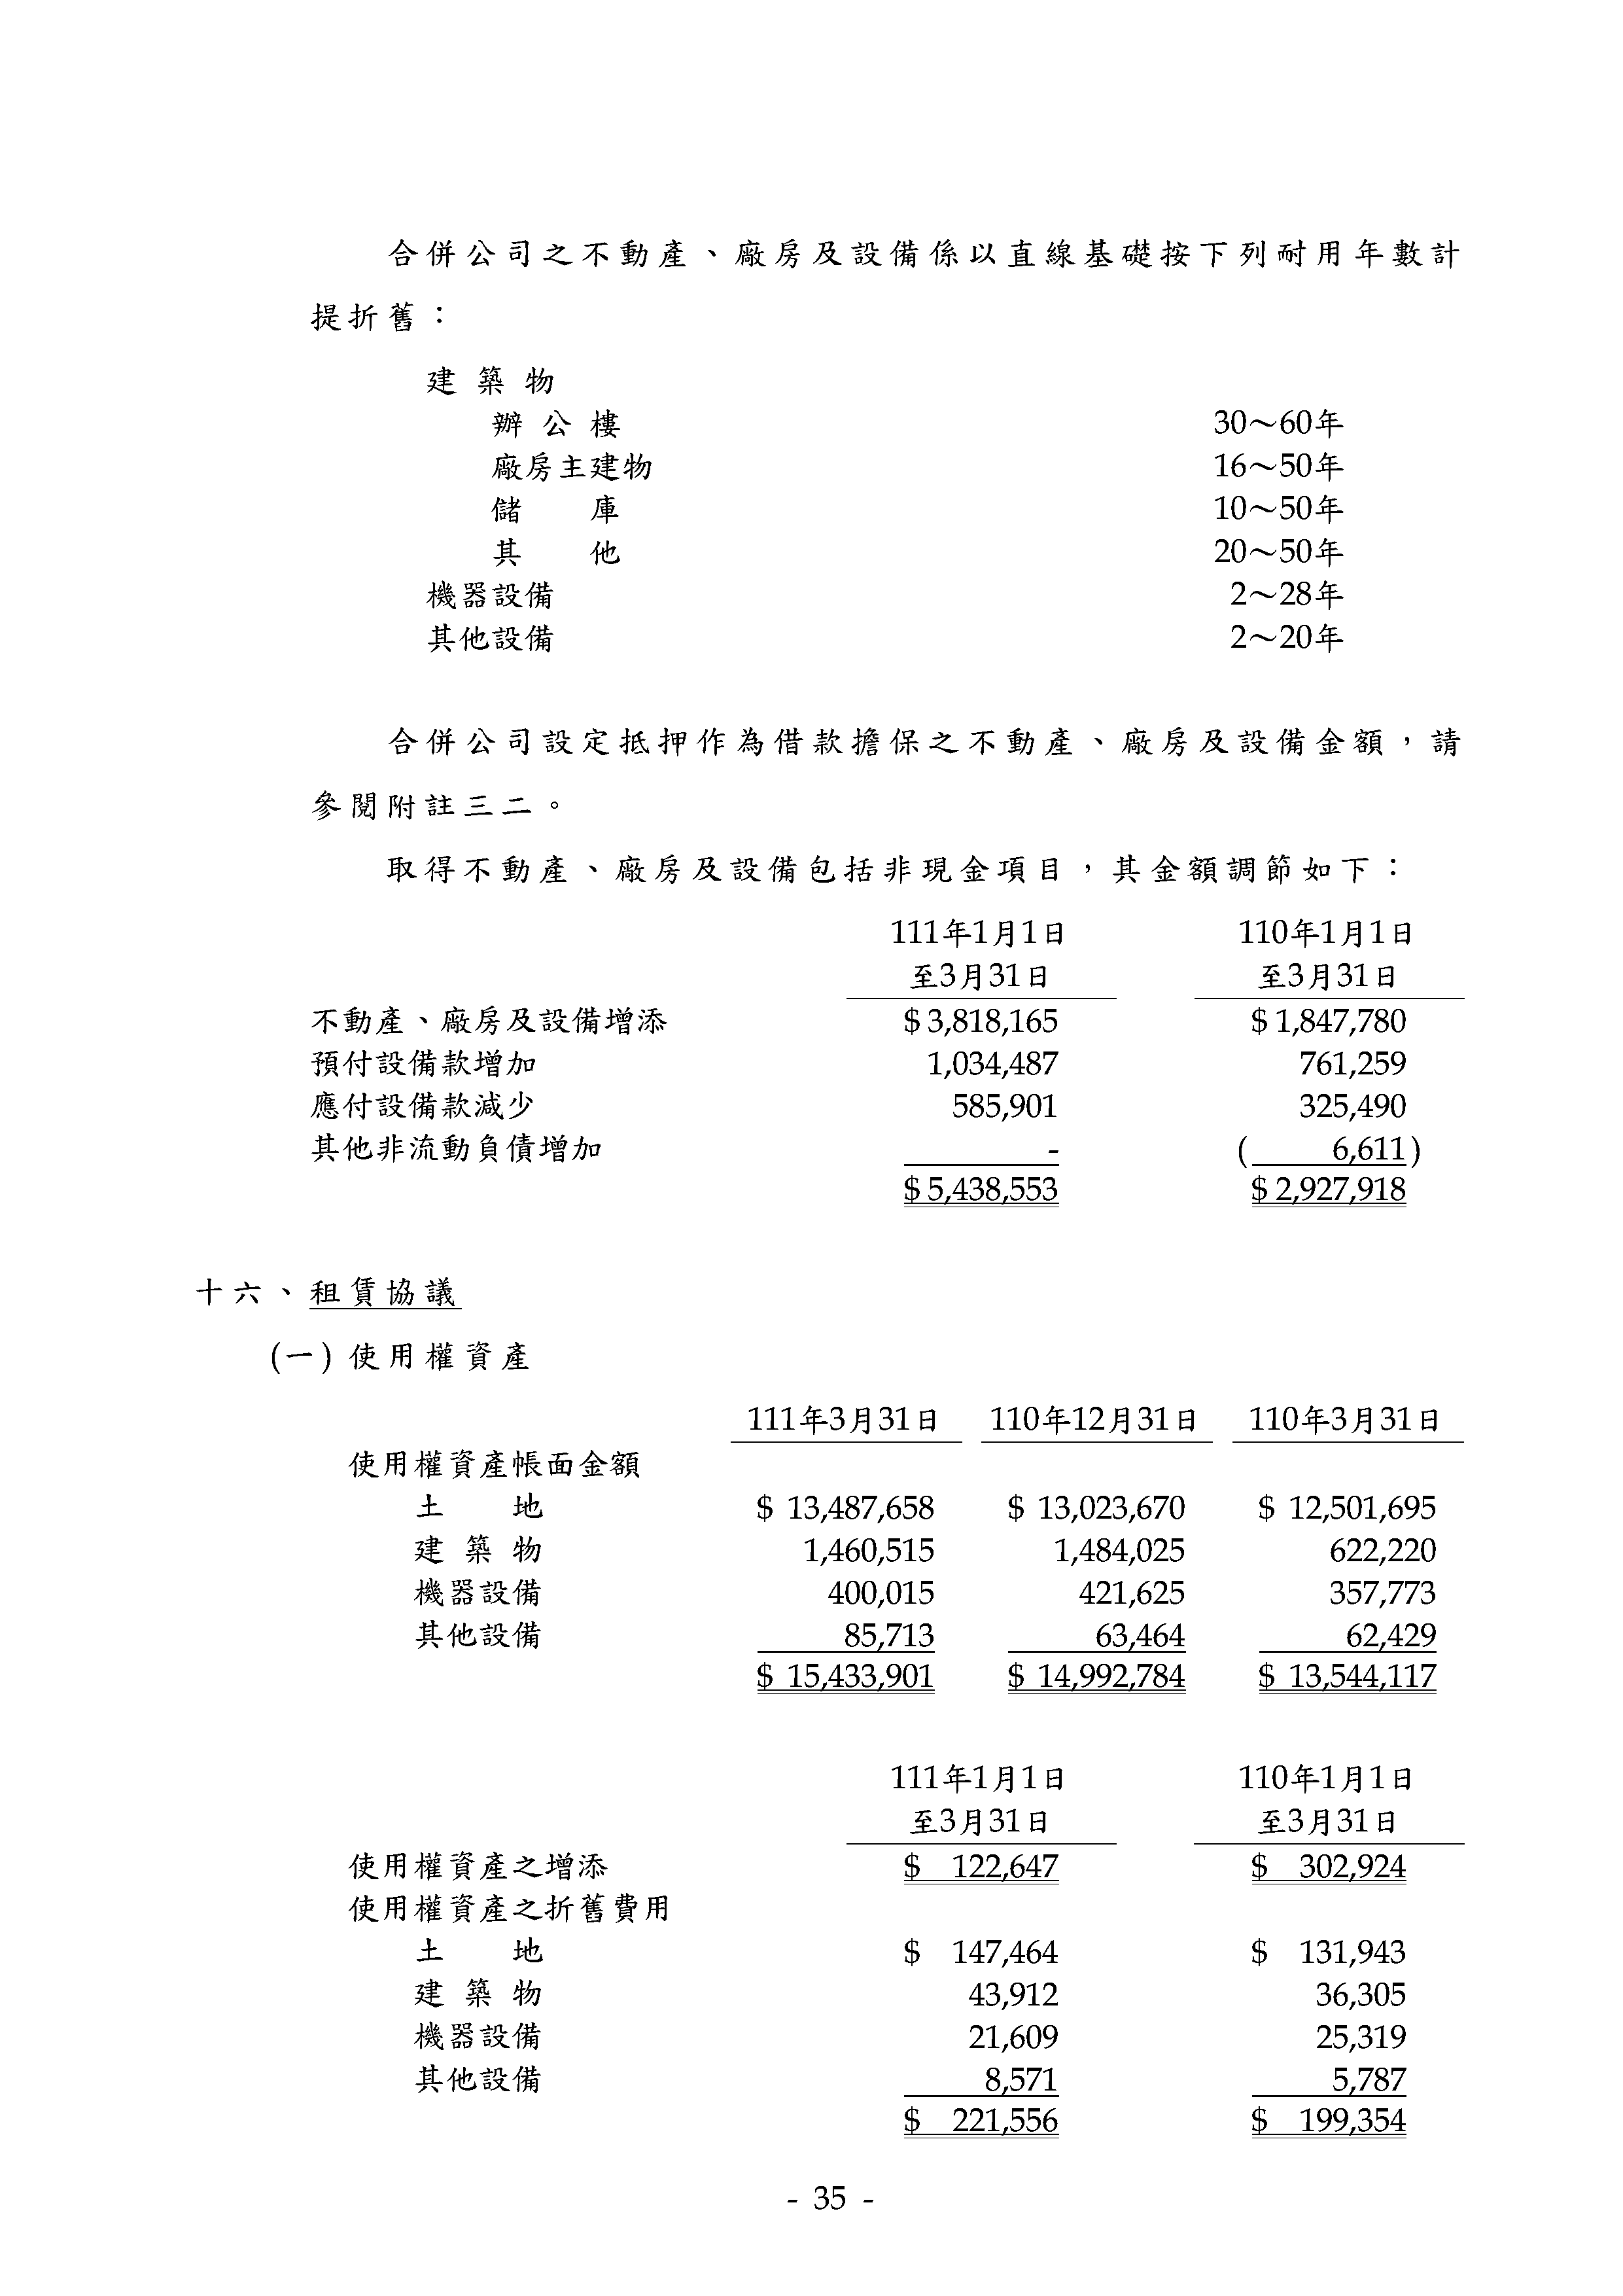 合併公司之不動產、廠房及設備係以直線基礎按下列耐用年數計
提折舊：
建築物
辦公樓 30～60年
廠房主建物 16～50年
儲庫 10～50年
其他 20～50年
機器設備 2～28年
其他設備 2～20年
合併公司設定抵押作為借款擔保之不動產、廠房及設備金額，請
參閱附註三二。
取得不動產、廠房及設備包括非現金項目，其金額調節如下：
111年1月1日 110年1月1日
至3月31日 至3月31日
不動產、廠房及設備增添 $ 3,818,165 $ 1,847,780
預付設備款增加 1,034,487 761,259
應付設備款減少 585,901 325,490
其他非流動負債增加 - ( 6,611)
$ 5,438,553 $ 2,927,918
十六、租賃協議
(一) 使用權資產
111年3月31日 110年12月31日 110年3月31日
使用權資產帳面金額
土地 $ 13,487,658 $ 13,023,670 $ 12,501,695
建築物 1,460,515 1,484,025 622,220
機器設備 400,015 421,625 357,773
其他設備 85,713 63,464 62,429
$ 15,433,901 $ 14,992,784 $ 13,544,117
111年1月1日 110年1月1日
至3月31日 至3月31日
使用權資產之增添 $ 122,647 $ 302,924
使用權資產之折舊費用
土地 $ 147,464 $ 131,943
建築物 43,912 36,305
機器設備 21,609 25,319
其他設備 8,571 5,787
$ 221,556 $ 199,354
- 35 -